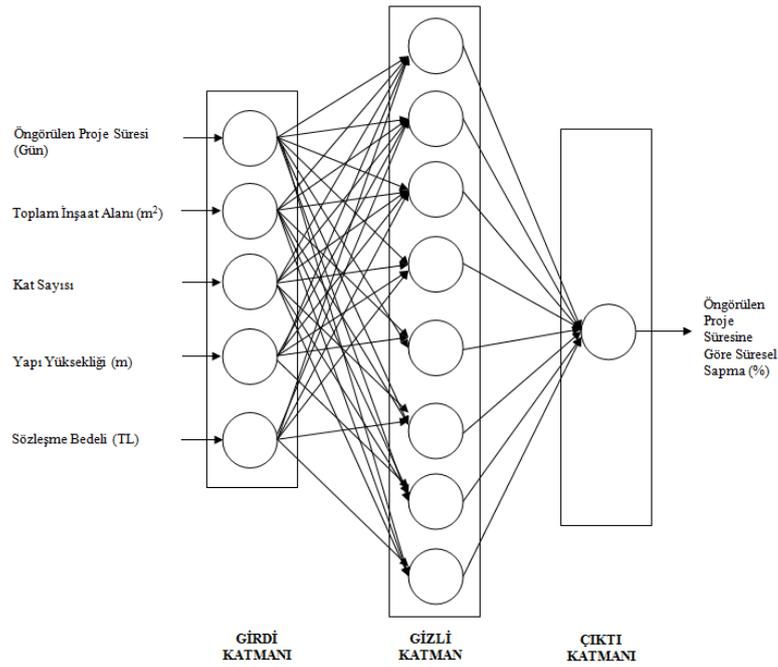 Öngörülen Proje Süresi
(Gün)
Toplam İnşaat Alanı (m²)
Kat Sayısı
Yapı Yüksekliği (m)
Sözleşme Bedeli (TL)
Öngörülen
Proje
Süresine
Göre Süresel
Sapma (%)
GİRDİ
KATMANI
GİZLİ
KATMAN
ÇIKTI
KATMANI